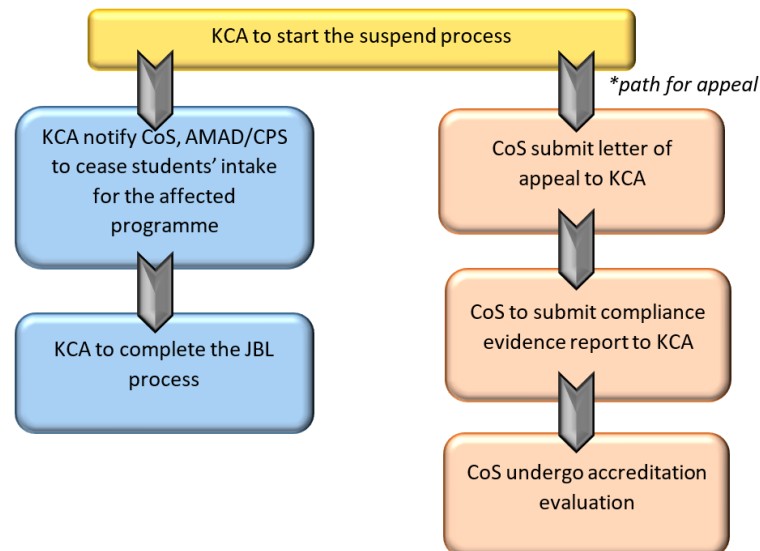 KCA to start the suspend process
*path for appeal
KCA notify CoS, AMAD/CPS
to cease students’ intake
for the affected
programme
KCA to complete the JBL
process
CoS submit letter of
appeal to KCA
CoS to submit compliance
evidence report to KCA
CoS undergo accreditation
evaluation